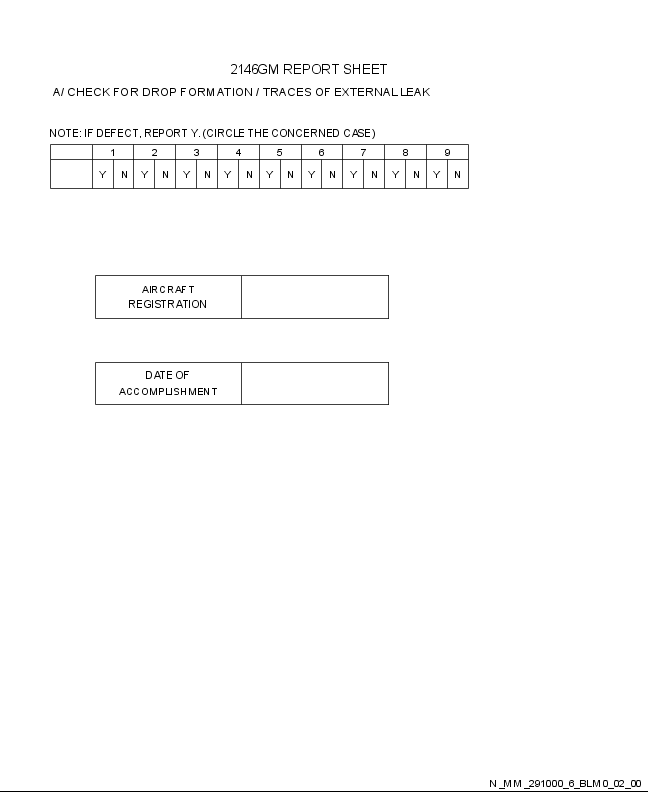 2146GM REPORT SHEET
A/ CHECK FOR DROP FORMATION / TRACES OF EXTERNAL LEAK
NOTE: IF DEFECT, REPORT Y. (CIRCLE THE CONCERNED CASE)
1 2 3 4 5 6 7 8 9
Y N Y N Y N Y N Y N Y N Y N Y N Y N
AIRCRAFT
REGISTRATION
DATE OF
ACCOMPLISHMENT
N_MM_291000_6_BLM0_02_00